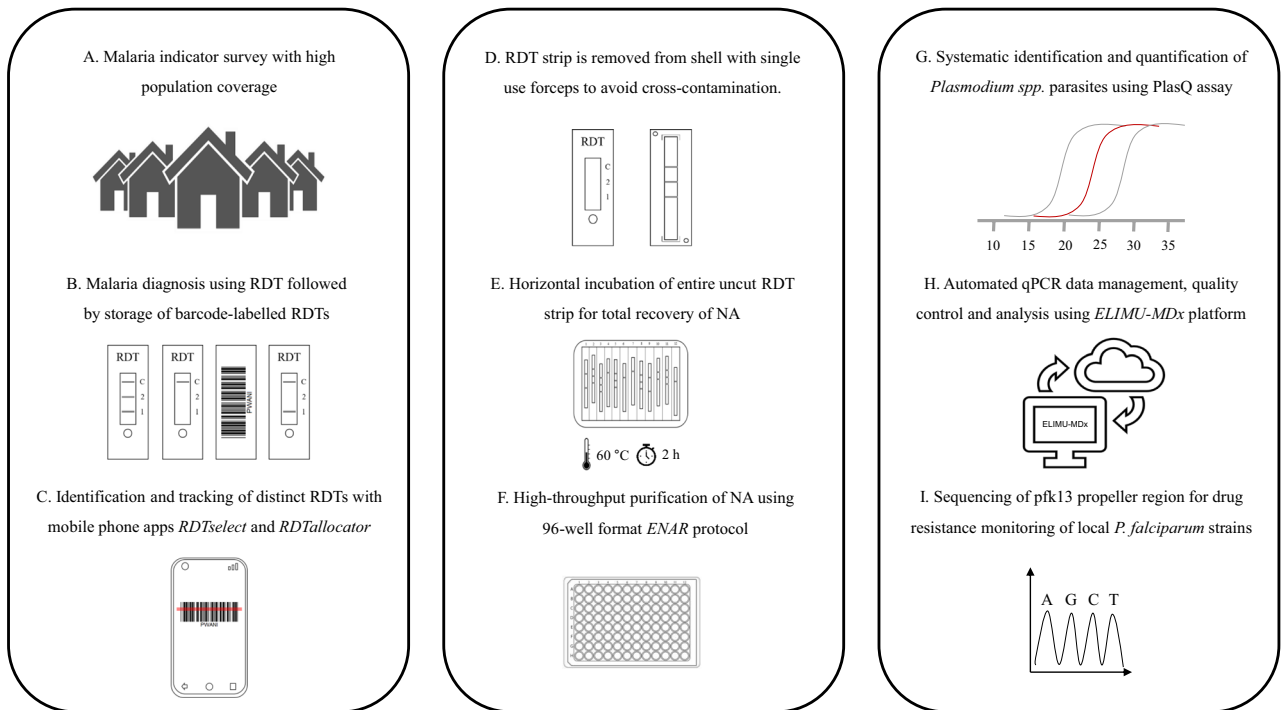 A. Malaria indicator survey with high
population coverage
B. Malaria diagnosis using RDT followed
by storage of barcode-labelled RDTs
RDT
C
2
1
RDT
C
2
1
PWANI
RDT
C
2
1
C. Identification and tracking of distinct RDTs with
mobile phone apps RDTselect and RDTallocator
PWANI
D. RDT strip is removed from shell with single
use forceps to avoid cross-contamination.
RDT
C
2
1
E. Horizontal incubation of entire uncut RDT
strip for total recovery of NA
60 °C 2 h
F. High-throughput purification of NA using
96-well format ENAR protocol
G. Systematic identification and quantification of
Plasmodium spp. parasites using PlasQ assay
10 15 20 25 30 35
H. Automated qPCR data management, quality
control and analysis using ELIMU-MDx platform
ELIMU-MDx
I. Sequencing of pfk13 propeller region for drug
resistance monitoring of local P. falciparum strains
A G C T